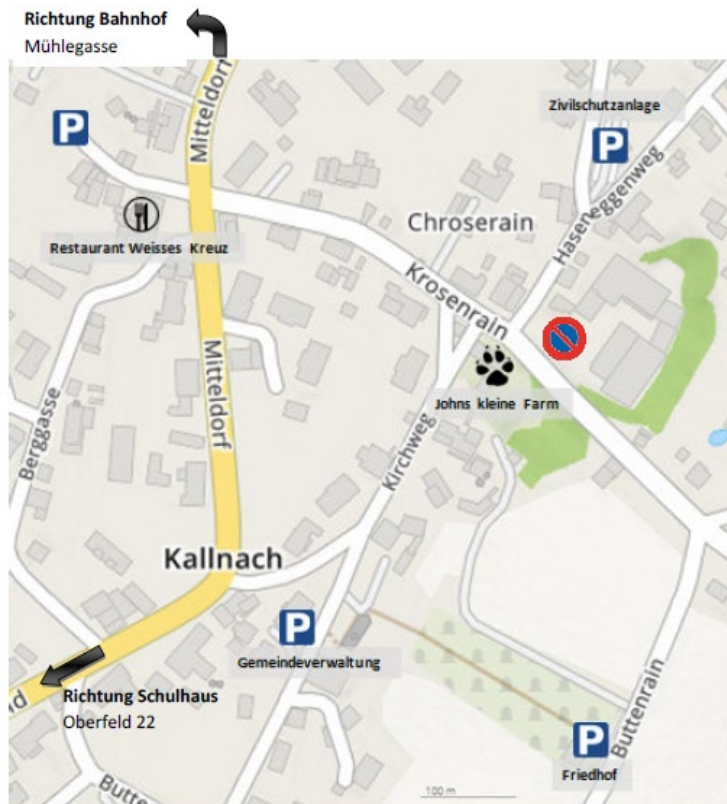 Richtung Bahnhof
Mühlegasse
Zivilschutzanlage
P
P
Mitteldorf
Haseneggenweg
Chroserain
Restaurant Weisses Kreuz
Krosenrain
Mitteldorf
Johns kleine Farm
Berggasse
Kirchweg
Kallnach
P
Gemeindeverwaltung
Richtung Schulhaus
Oberfeld 22
Buttenrain
P
Friedhof
100 m